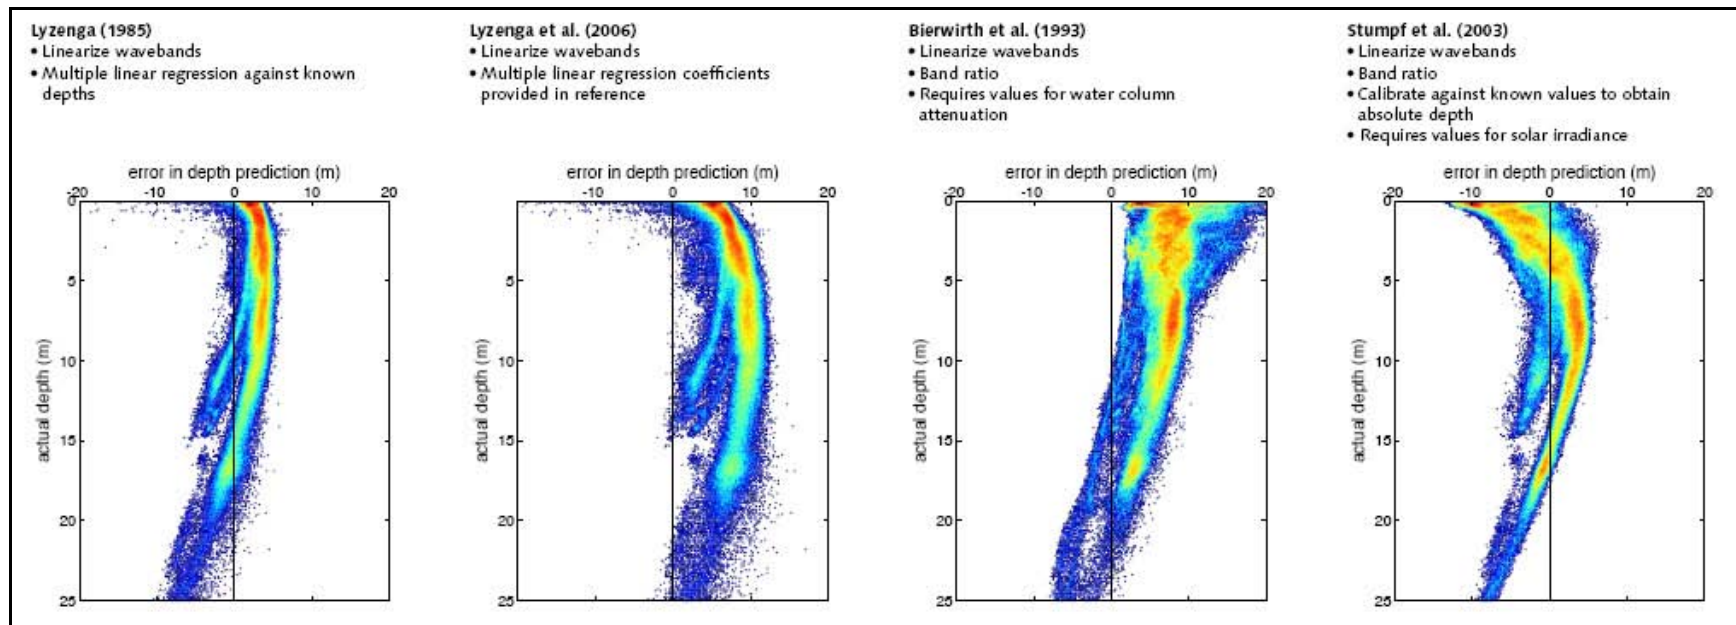 Lyzenga (1985)
• Linearize wavebands
• Multiple linear regression against known
depths
error in depth prediction (m)
-20 -10 0 10 20
0
5
10
15
20
25
actual depth (m)
Lyzenga et al. (2006)
• Linearize wavebands
• Multiple linear regression coefficients
provided in reference
error in depth prediction (m)
-20 -10 0 10 20
5
10
15
20
25
actual depth (m)
Bierwirth et al. (1993)
• Linearize wavebands
• Band ratio
• Requires values for water column
attenuation
error in depth prediction (m)
-20 -10 0 10 20
0
5
10
15
20
25
actual depth (m)
Stumpf et al. (2003)
• Linearize wavebands
• Band ratio
• Calibrate against known values to obtain
absolute depth
• Requires values for solar irradiance
error in depth prediction (m)
-20 -10 0 10 20
0
5
10
15
20
25
actual depth (m)